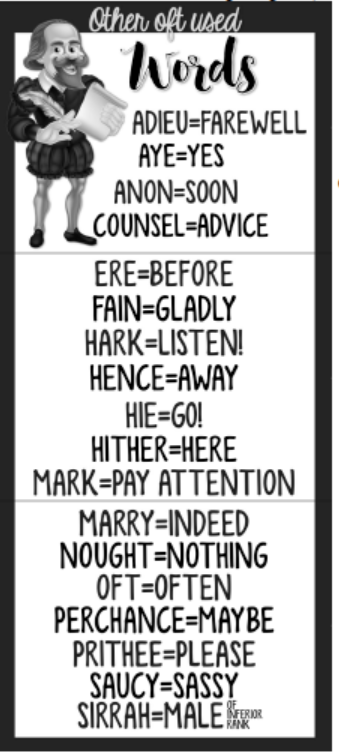 Other oft used
Words
ADIEU=FAREWELL
AYE=YES
ANON=SOON
COUNSEL=ADVICE
ERE=BEFORE
FAIN=GLADLY
HARK=LISTEN!
HENCE=AWAY
HIE=GO!
HITHER=HERE
MARK=PAY ATTENTION
MARRY=INDEED
NOUGHT=NOTHING
OFT=OFTEN
PERCHANCE=MAYBE
PRITHEE=PLEASE
SAUCY=SASSY
SIRRAH=MALE OF INFERIOR RANK